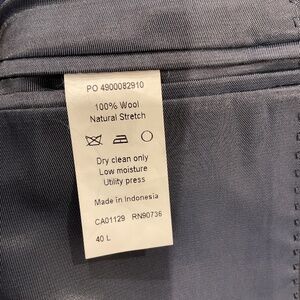 PO 4900082910
100% Wool
Natural Stretch
Dry clean only
Low moisture
Utility press
Made in Indonesia
CA01129 RN90736
40 L